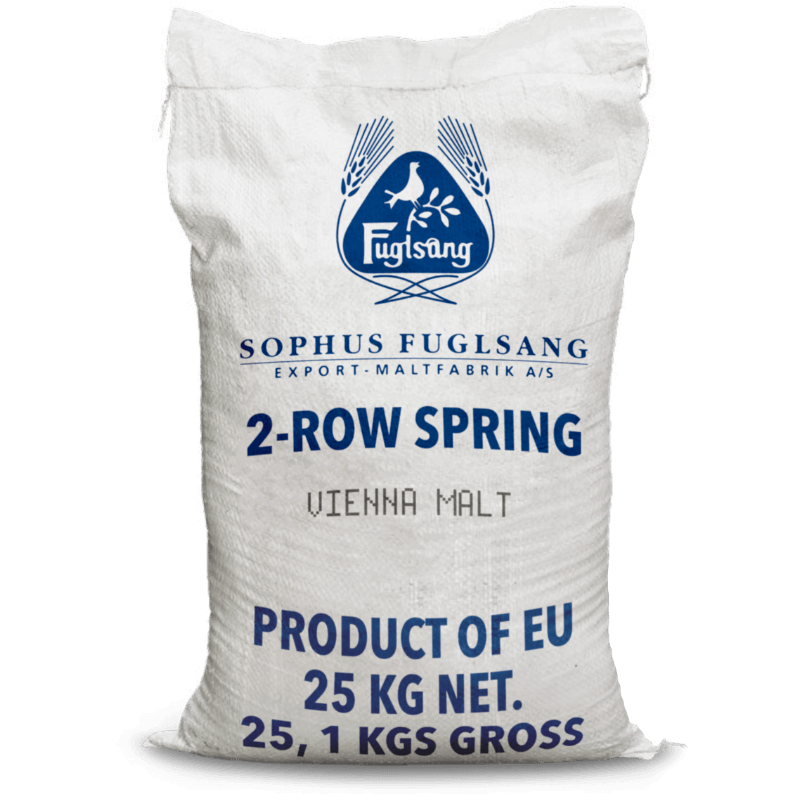 Fuglsang
SOPHUS FUGLSANG
EXPORT-MALTFABRIK A/S
2-ROW SPRING
VIENNA MALT
PRODUCT OF EU
25 KG NET.
25, 1 KGS GROSS